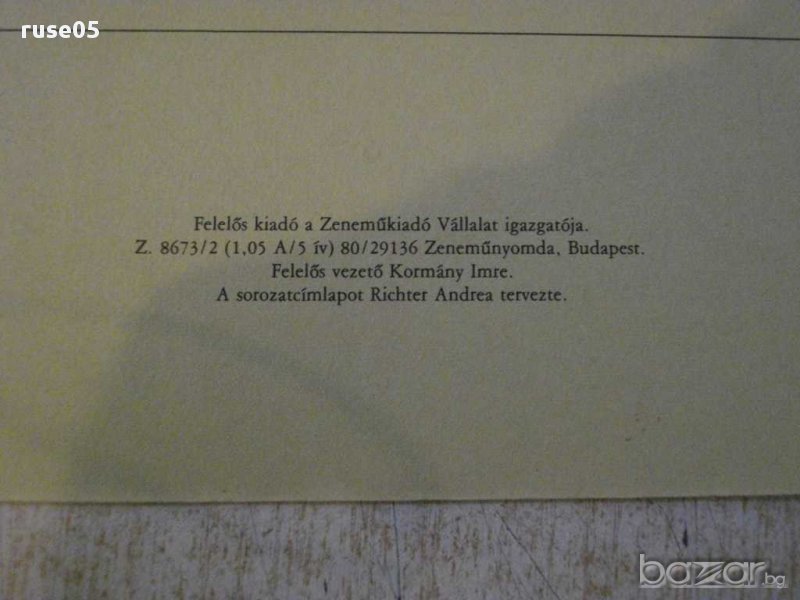 ruse05
Felelős kiadó a Zeneműkiadó Vállalat igazgatója.
Z. 8673/2 (1,05 A/5 ív) 80/29136 Zeneműnyomda, Budapest.
Felelős vezető Kormány Imre.
A sorozatcímlapot Richter Andrea tervezte.
bazar.bg